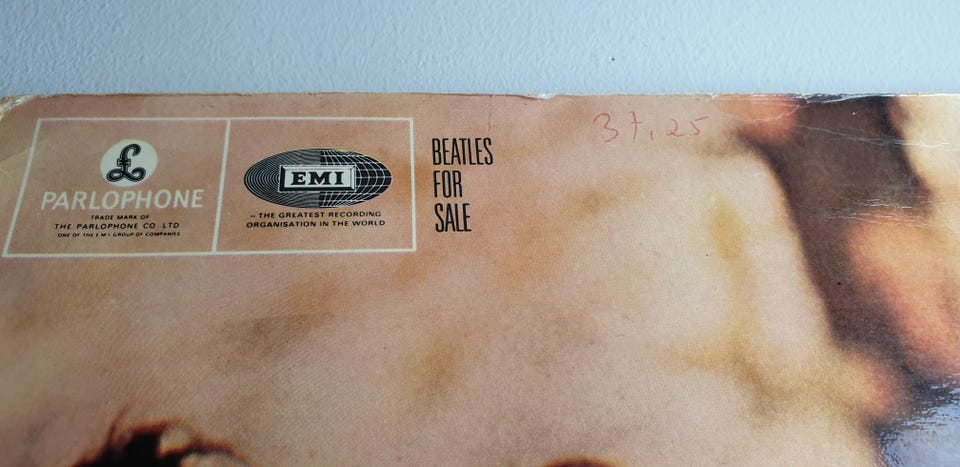 £
PARLOPHONE
TRADE MARK OF
THE PARLOPHONE CO LTD
ONE OF THE E·M·I GROUP OF COMPANIES
EMI
– THE GREATEST RECORDING
ORGANISATION IN THE WORLD
BEATLES
FOR
SALE
37,25